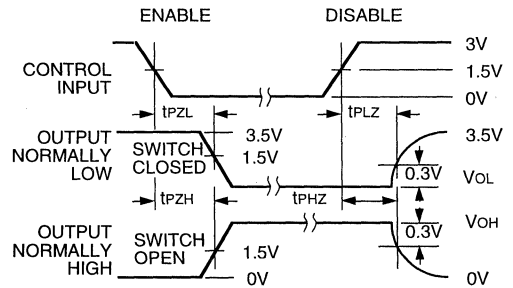 ENABLE
DISABLE
3V
CONTROL
INPUT
1.5V
0V
tPZL
tPLZ
OUTPUT
NORMALLY
LOW
SWITCH
CLOSED
3.5V
1.5V
3.5V
0.3V
VOL
tPZH
tPHZ
VOH
0.3V
OUTPUT
NORMALLY
HIGH
SWITCH
OPEN
1.5V
0V
0V